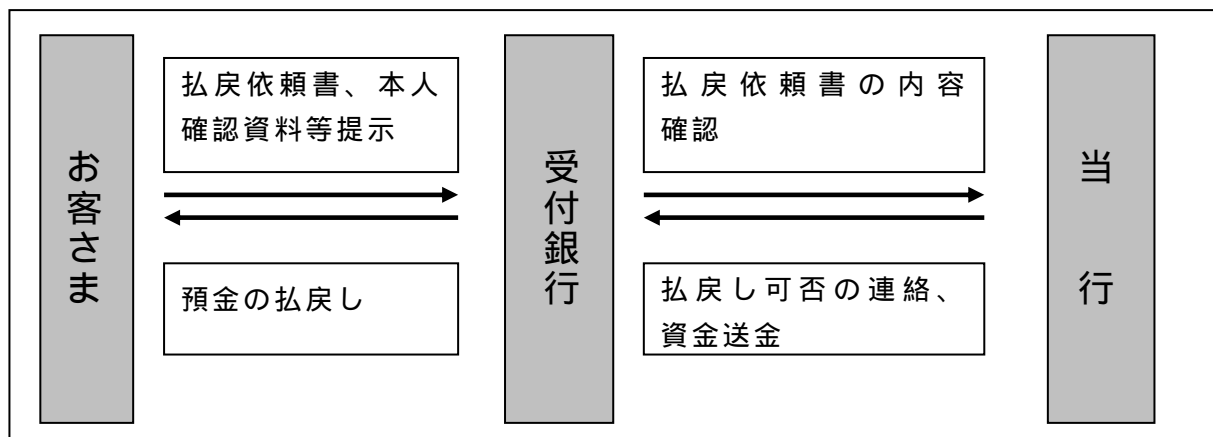 お客さま
払戻依頼書、本人
確認資料等提示
預金の払戻し
受付銀行
払戻依頼書の内容
確認
払戻し可否の連絡、
資金送金
当行